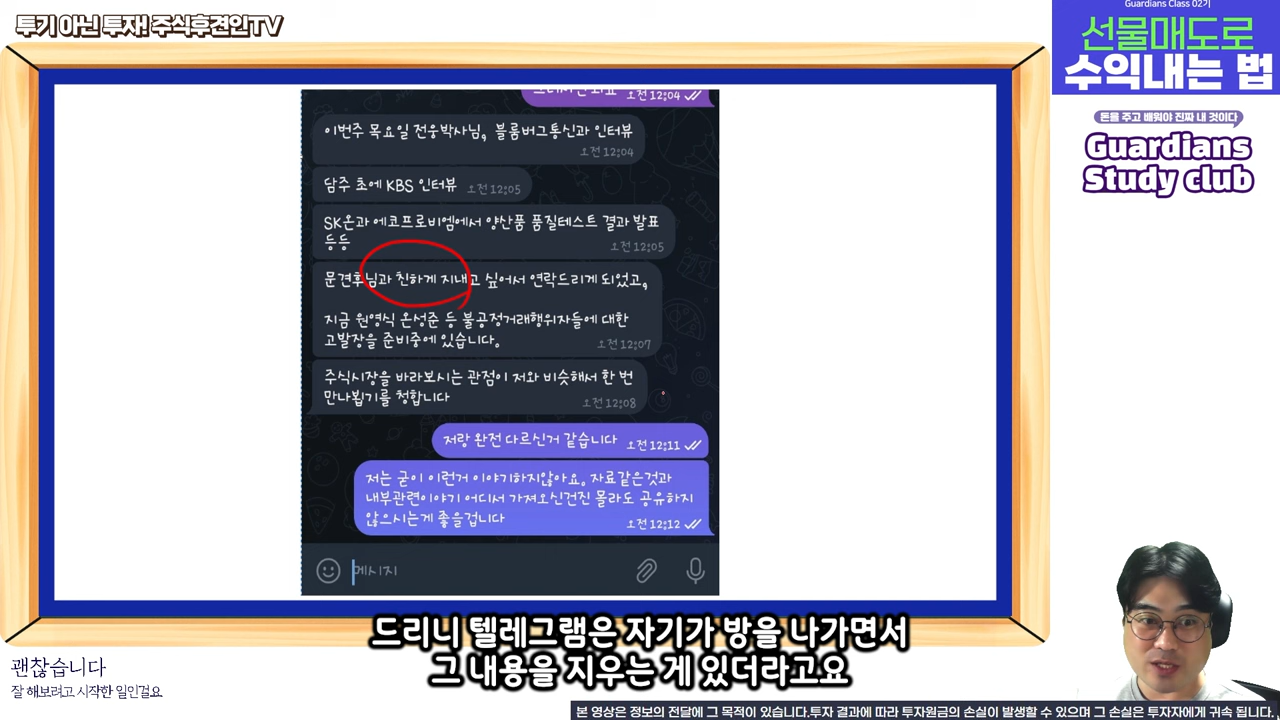 투기 아닌 투자! 주식후견인TV
Guardians Class 02기
선물매도로
수익내는 법
돈을 주고 배워야 진짜 내 것이다
Guardians
Study club
오전 12:04
이번주 목요일 전웅박사님, 블룸버그통신과 인터뷰
오전 12:04
담주 초에 KBS 인터뷰 오전 12:05
SK온과 에코프로비엠에서 양산품 품질테스트 결과 발표
등등
오전 12:05
문견후님과 친하게 지내고 싶어서 연락드리게 되었고,
지금 원영식 온성준 등 불공정거래행위자들에 대한
고발장을 준비중에 있습니다.
오전 12:07
주식시장을 바라보시는 관점이 저와 비슷해서 한 번
만나뵙기를 청합니다
오전 12:08
저랑 완전 다르신거 같습니다 오전 12:11
저는 굳이 이런거 이야기하지않아요. 자료같은것과
내부관련이야기 어디서 가져오신건진 몰라도 공유하지
않으시는게 좋을겁니다
오전 12:12
메시지
드리니 텔레그램은 자기가 방을 나가면서
그 내용을 지우는 게 있더라고요
괜찮습니다
잘 해보려고 시작한 일인걸요
본 영상은 정보의 전달에 그 목적이 있습니다.투자 결과에 따라 투자원금의 손실이 발생할 수 있으며 그 손실은 투자자에게 귀속 됩니다.